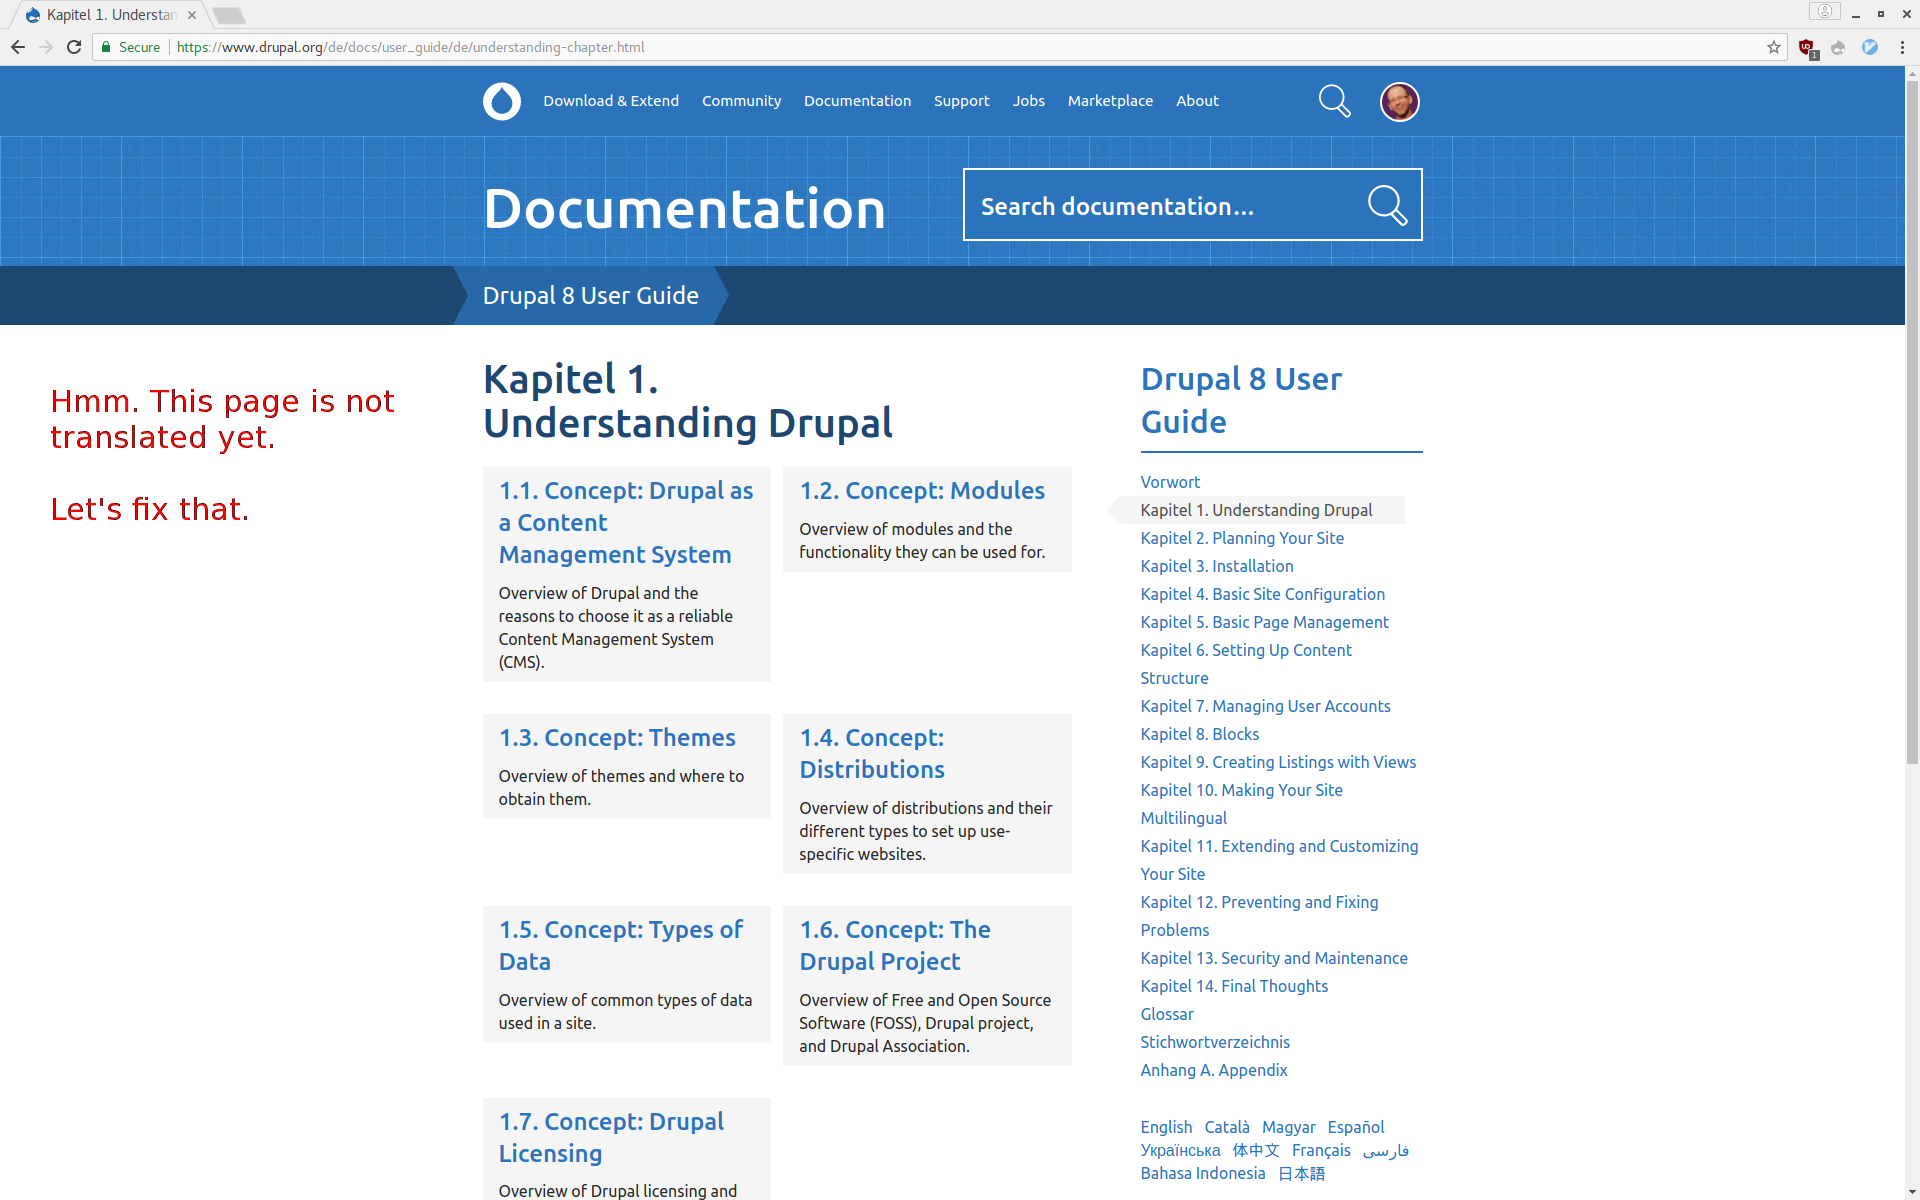 Kapitel 1. Understan
Secure https://www.drupal.org/de/docs/user_guide/de/understanding-chapter.html
1
Download & Extend Community Documentation Support Jobs Marketplace About
Documentation
Search documentation...
Drupal 8 User Guide
Hmm. This page is not
translated yet.
Let's fix that.
Kapitel 1.
Understanding Drupal
1.1. Concept: Drupal as
a Content
Management System
Overview of Drupal and the
reasons to choose it as a reliable
Content Management System
(CMS).
1.2. Concept: Modules
Overview of modules and the
functionality they can be used for.
1.3. Concept: Themes
Overview of themes and where to
obtain them.
1.4. Concept:
Distributions
Overview of distributions and their
different types to set up use-
specific websites.
1.5. Concept: Types of
Data
Overview of common types of data
used in a site.
1.6. Concept: The
Drupal Project
Overview of Free and Open Source
Software (FOSS), Drupal project,
and Drupal Association.
1.7. Concept: Drupal
Licensing
Overview of Drupal licensing and
Drupal 8 User
Guide
Vorwort
Kapitel 1. Understanding Drupal
Kapitel 2. Planning Your Site
Kapitel 3. Installation
Kapitel 4. Basic Site Configuration
Kapitel 5. Basic Page Management
Kapitel 6. Setting Up Content
Structure
Kapitel 7. Managing User Accounts
Kapitel 8. Blocks
Kapitel 9. Creating Listings with Views
Kapitel 10. Making Your Site
Multilingual
Kapitel 11. Extending and Customizing
Your Site
Kapitel 12. Preventing and Fixing
Problems
Kapitel 13. Security and Maintenance
Kapitel 14. Final Thoughts
Glossar
Stichwortverzeichnis
Anhang A. Appendix
English Català Magyar Español
Українська 体中文 Français فارسی
Bahasa Indonesia 日本語